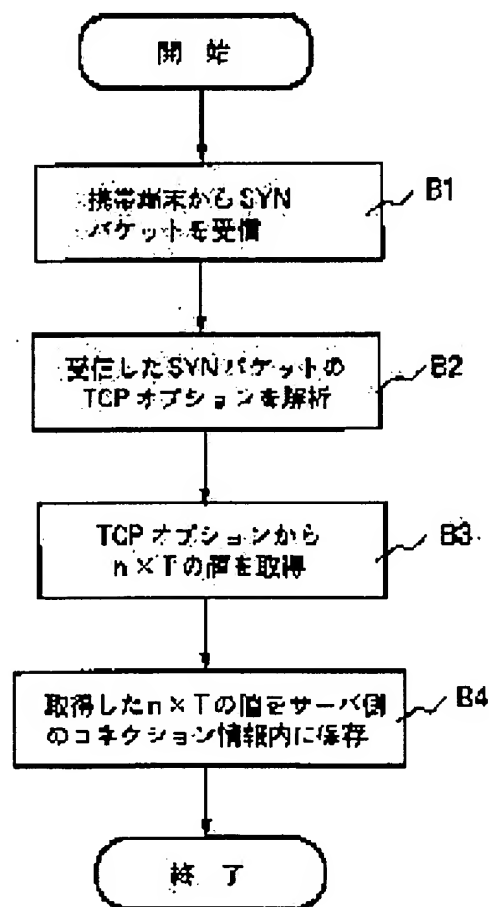 開始
携帯端末からSYN
パケットを受信
B1
受信したSYNパケットの
TCPオプションを解析
B2
TCPオプションから
n×Tの値を取得
B3
取得したn×Tの値をサーバ側
のコネクション情報内に保存
B4
終了